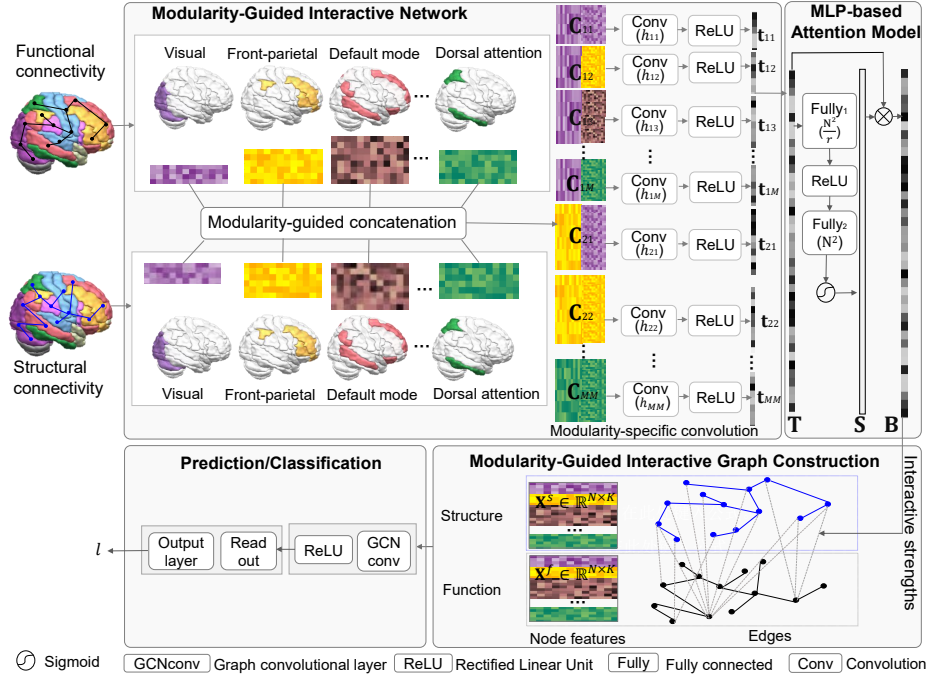 Modularity-Guided Interactive Network
MLP-based
Attention Model
Functional
connectivity
Visual
Front-parietal
Default mode
Dorsal attention
...
...
Modularity-guided concatenation
...
...
Visual
Front-parietal
Default mode
Dorsal attention
Structural
connectivity
C11
Conv
(h11)
ReLU
t11
C12
Conv
(h12)
ReLU
t12
C13
Conv
(h13)
ReLU
t13
...
...
...
...
C1M
Conv
(h1M)
ReLU
t1M
C21
Conv
(h21)
ReLU
t21
C22
Conv
(h22)
ReLU
t22
...
...
...
...
CMM
Conv
(hMM)
ReLU
tMM
Modularity-specific convolution
Fully1
(N²/r)
ReLU
Fully2
(N²)
T
S
B
Interactive strengths
Prediction/Classification
l
Output
layer
Read
out
ReLU
GCN
conv
Modularity-Guided Interactive Graph Construction
Structure
X^s ∈ ℝ^{N×K}
...
Function
X^f ∈ ℝ^{N×K}
...
Node features
Edges
Sigmoid
GCNconv
Graph convolutional layer
ReLU
Rectified Linear Unit
Fully
Fully connected
Conv
Convolution